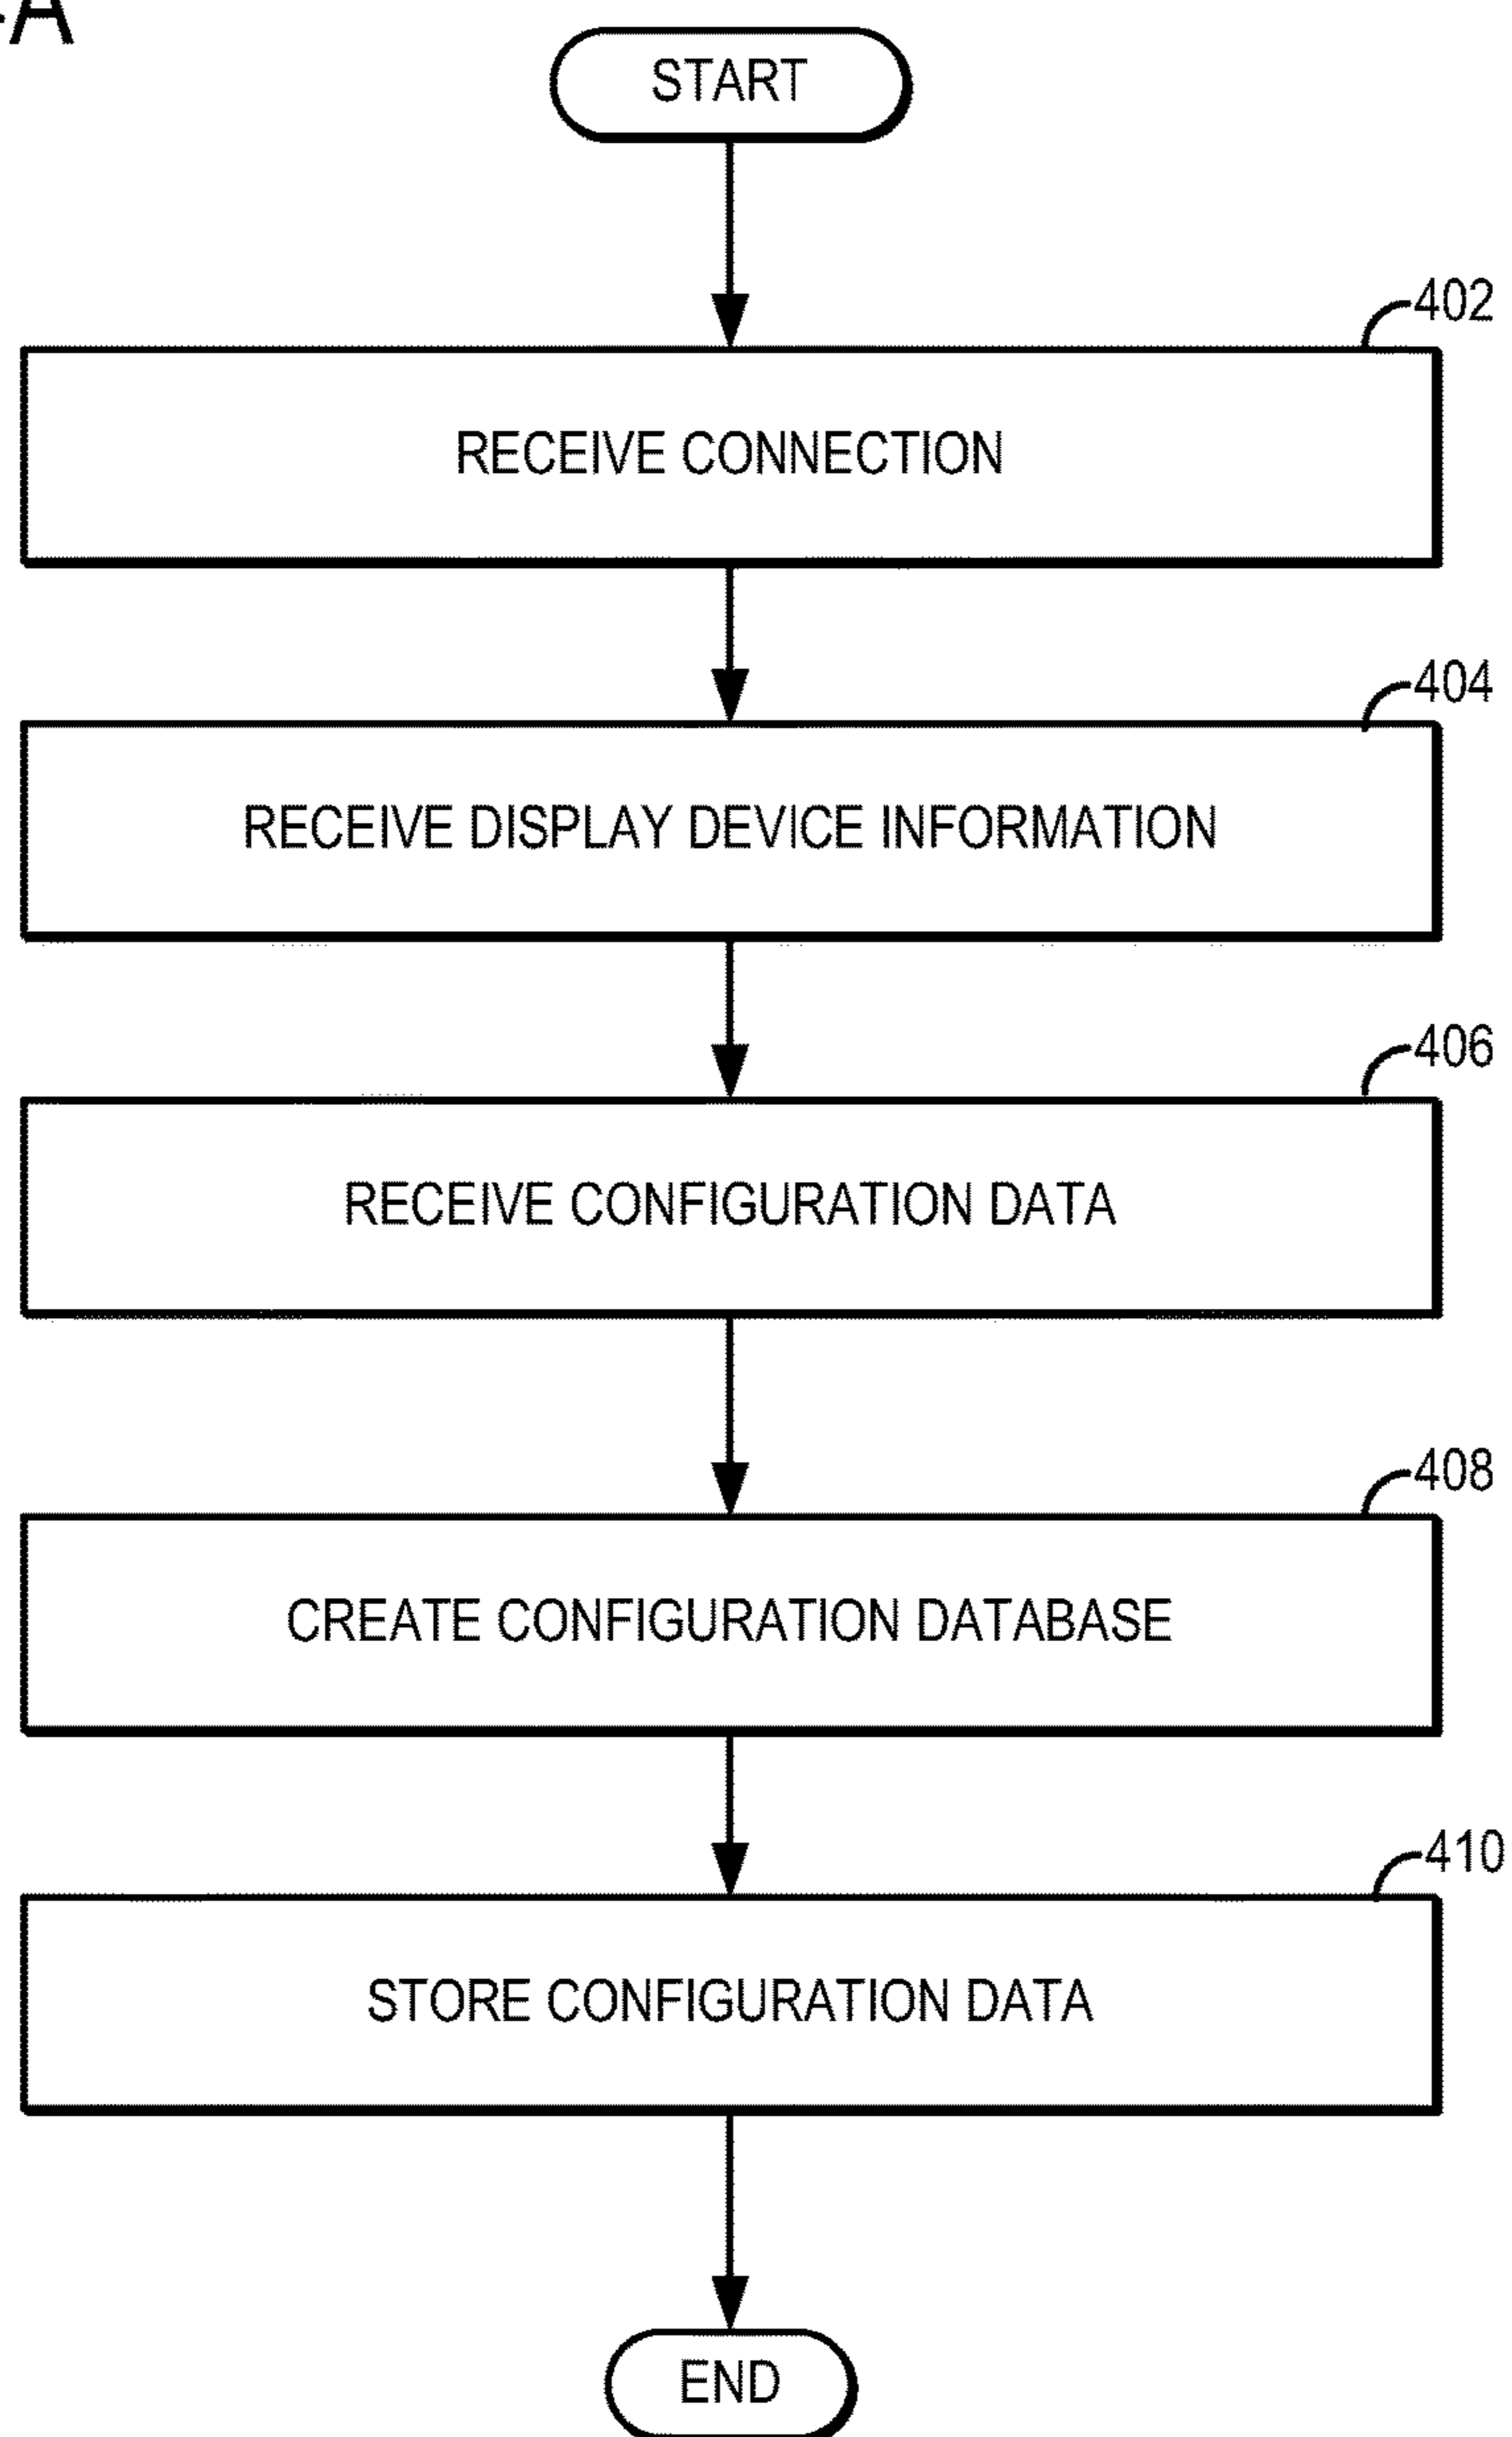 A
START
402
RECEIVE CONNECTION
404
RECEIVE DISPLAY DEVICE INFORMATION
406
RECEIVE CONFIGURATION DATA
408
CREATE CONFIGURATION DATABASE
410
STORE CONFIGURATION DATA
END